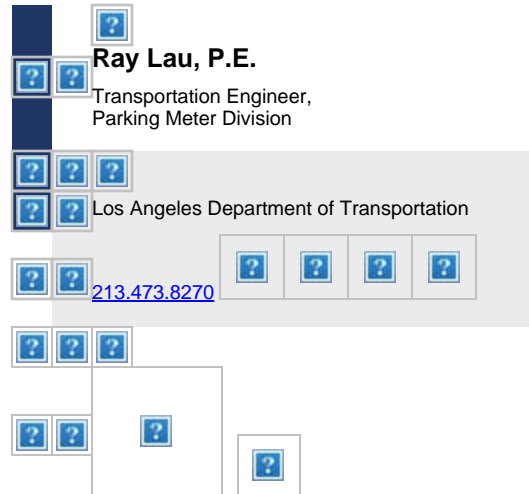 Ray Lau, P.E.
Transportation Engineer,
Parking Meter Division
Los Angeles Department of Transportation
213.473.8270